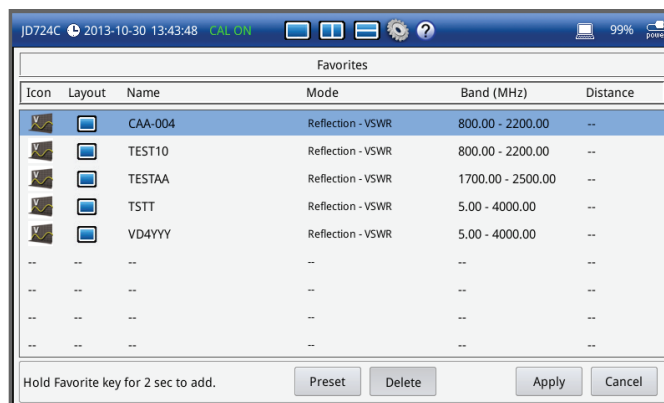 JD724C 2013-10-30 13:43:48 CAL ON ? 99% power
Favorites
Icon Layout Name Mode Band (MHz) Distance
V CAA-004 Reflection - VSWR 800.00 - 2200.00 --
V TEST10 Reflection - VSWR 800.00 - 2200.00 --
V TESTAA Reflection - VSWR 1700.00 - 2500.00 --
V TSTT Reflection - VSWR 5.00 - 4000.00 --
V VD4YYY Reflection - VSWR 5.00 - 4000.00 --
-- -- -- -- -- --
-- -- -- -- -- --
-- -- -- -- -- --
-- -- -- -- -- --
Hold Favorite key for 2 sec to add. Preset Delete Apply Cancel